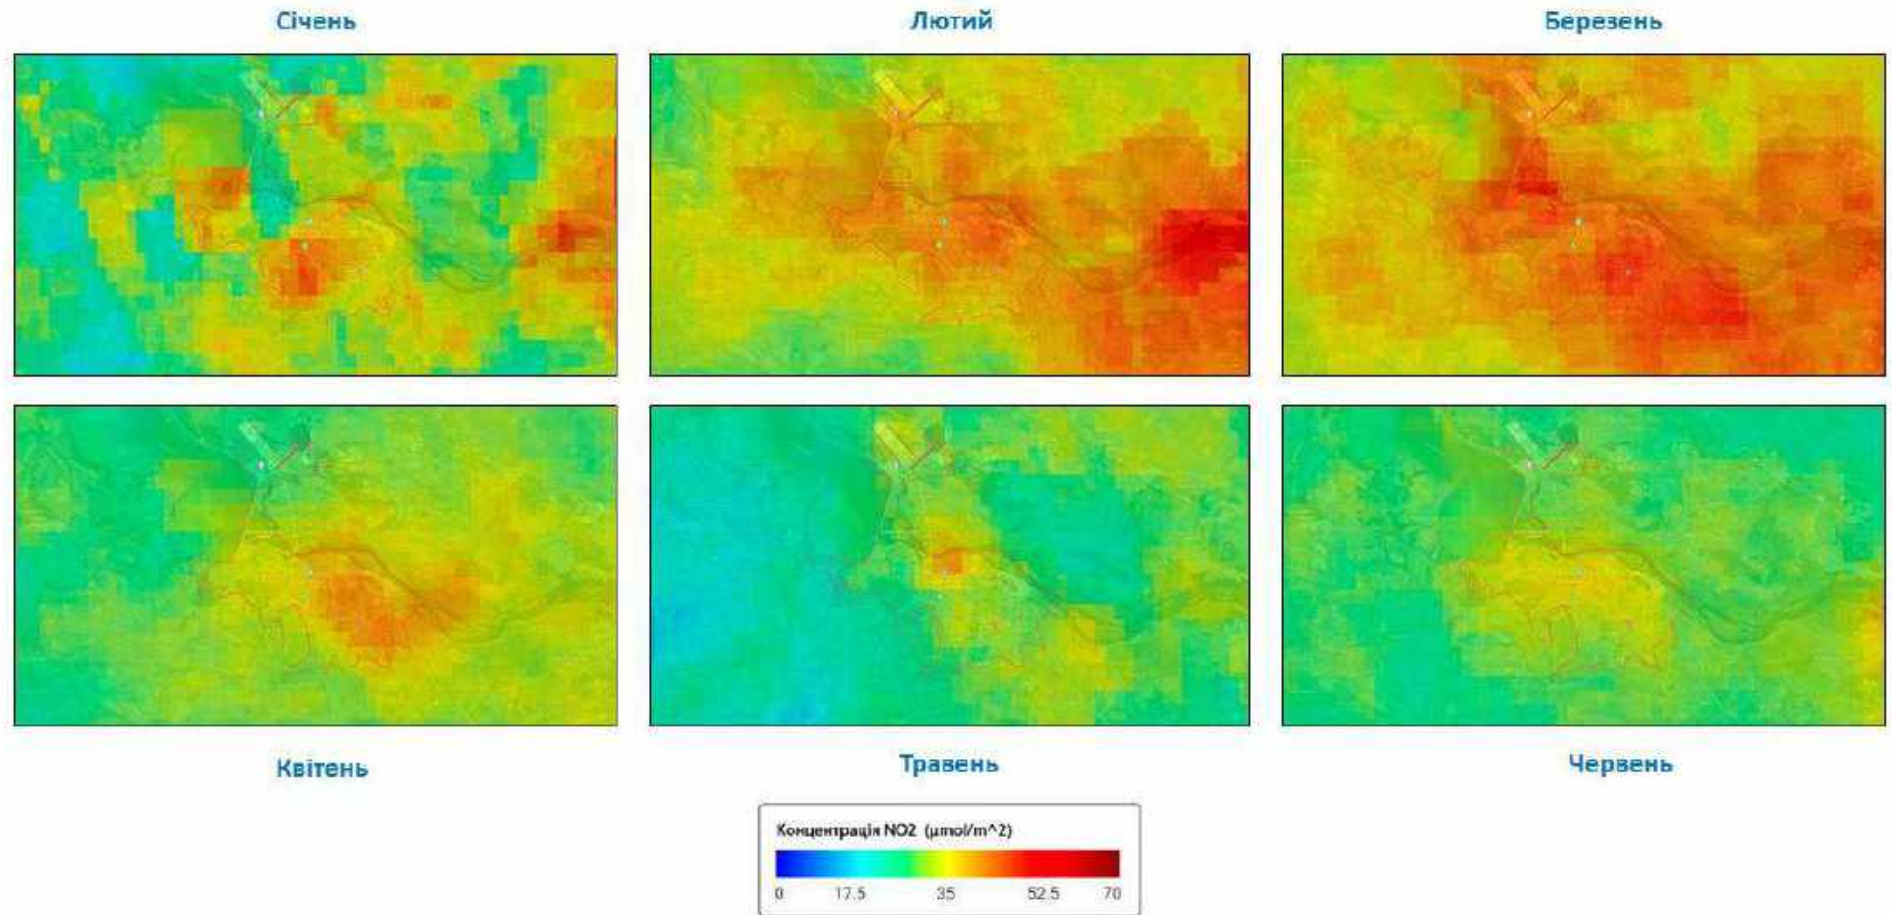 Січень
Лютий
Березень
Квітень
Травень
Червень
Концентрація NO2 (µmol/m^2)
0 17.5 35 52.5 70